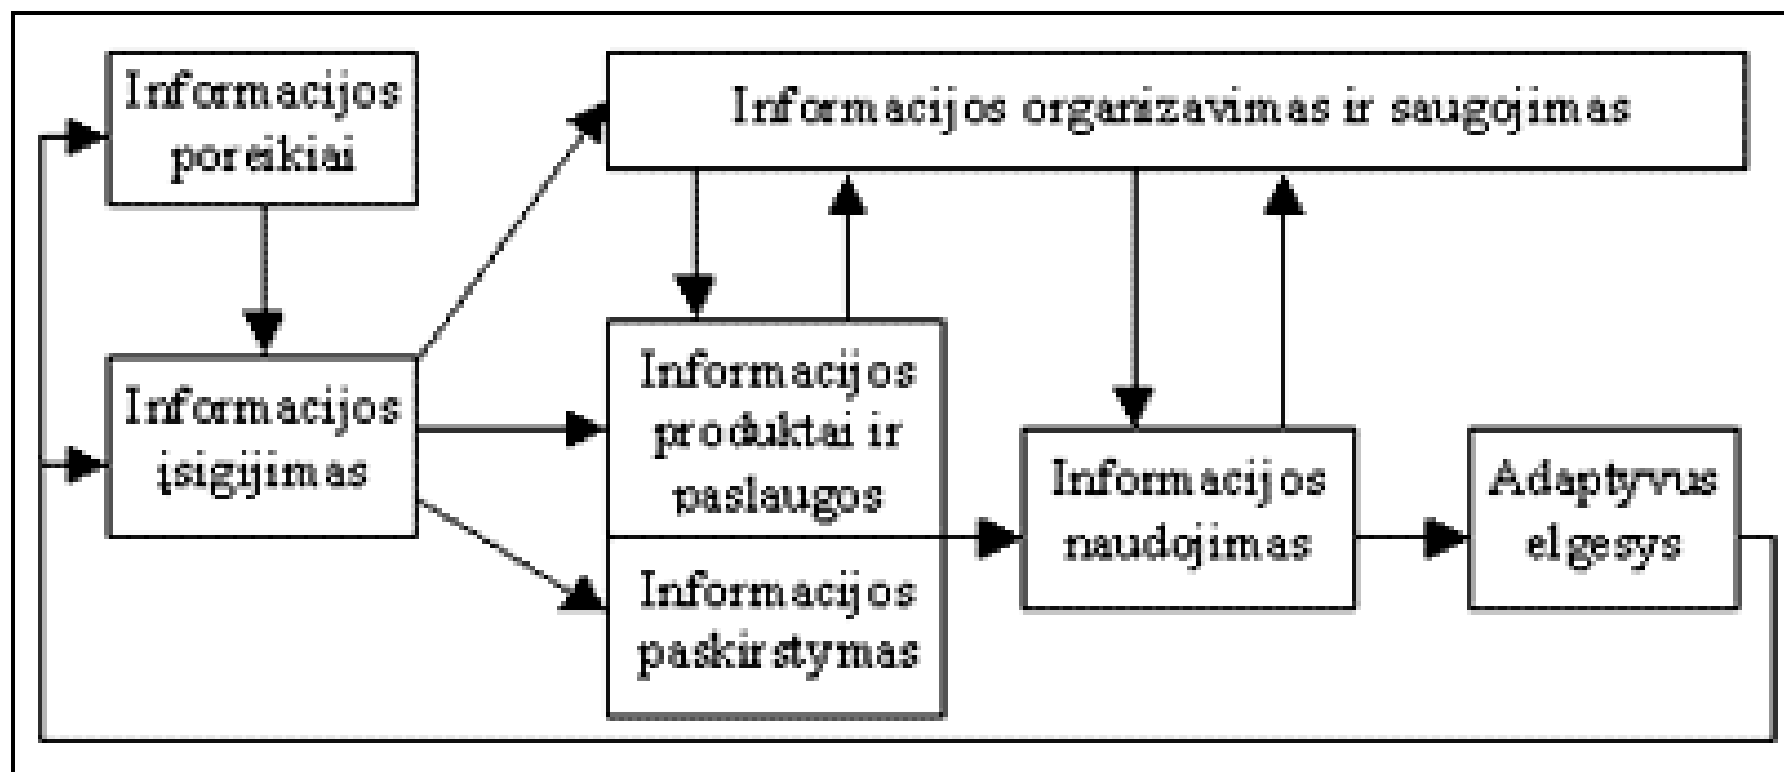 Informacijos
poreikiai
Informacijos organizavimas ir saugojimas
Informacijos
įsigijimas
Informacijos
produktai ir
paslaugos
Informacijos
paskirstymas
Informacijos
naudojimas
Adaptyvus
elgesys